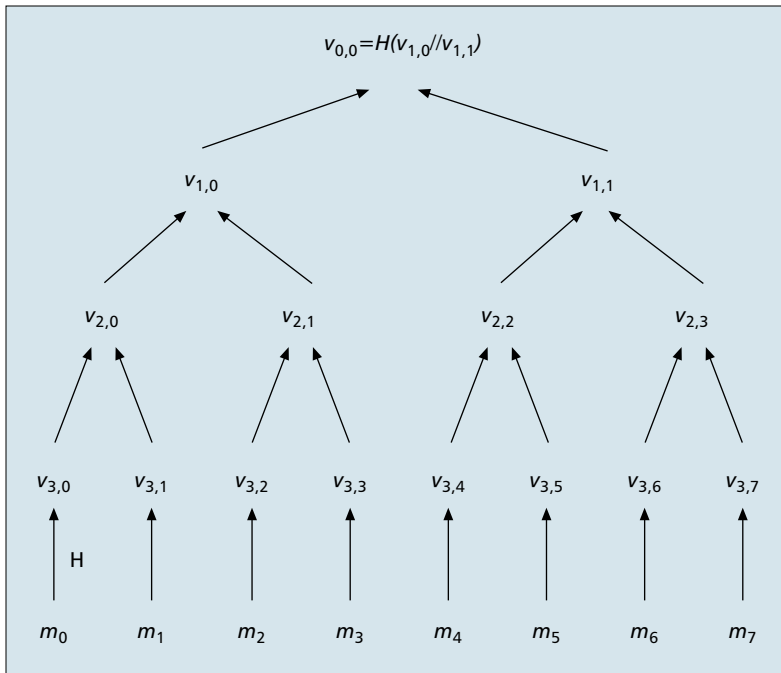 v0,0=H(v1,0//v1,1)
v1,0 v1,1
v2,0 v2,1 v2,2 v2,3
v3,0 v3,1 v3,2 v3,3 v3,4 v3,5 v3,6 v3,7
H
m0 m1 m2 m3 m4 m5 m6 m7